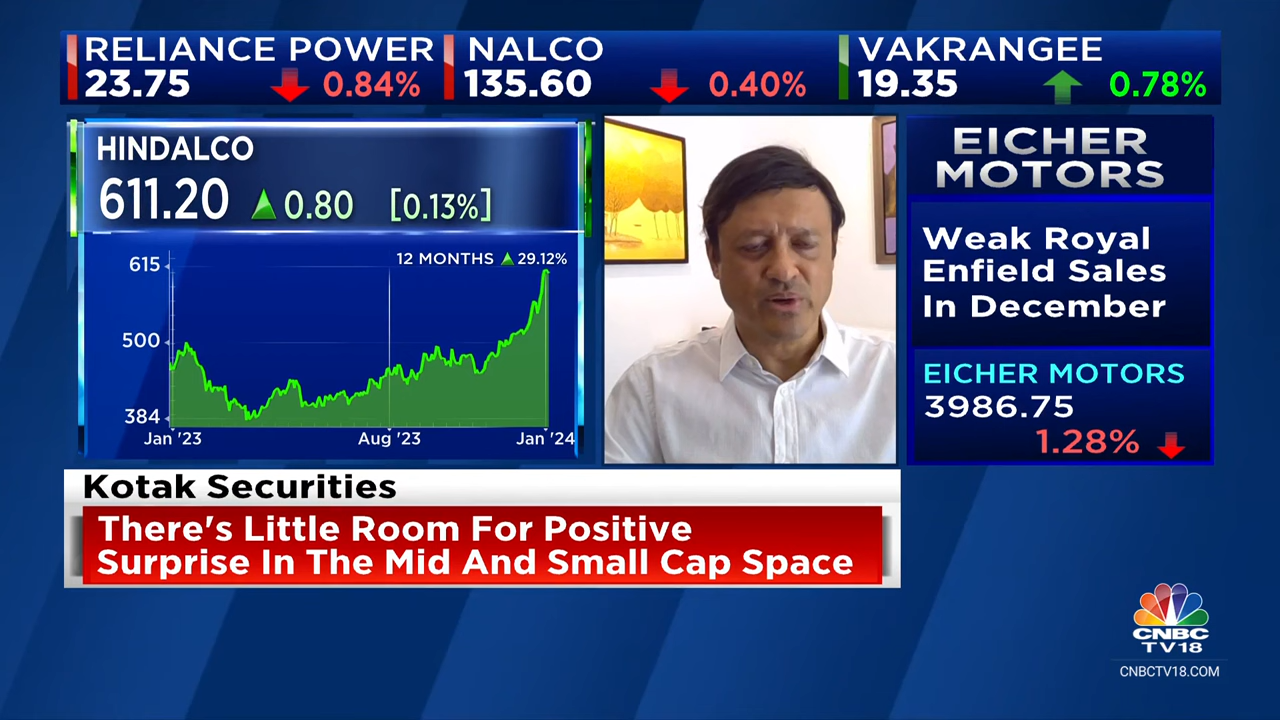 RELIANCE POWER
23.75 0.84%
NALCO
135.60 0.40%
VAKRANGEE
19.35 0.78%
HINDALCO
611.20 0.80 [0.13%]
12 MONTHS 29.12%
615
500
384
Jan '23 Aug '23 Jan '24
EICHER
MOTORS
Weak Royal
Enfield Sales
In December
EICHER MOTORS
3986.75
1.28%
Kotak Securities
There's Little Room For Positive
Surprise In The Mid And Small Cap Space
CNBC
TV18
CNBCTV18.COM